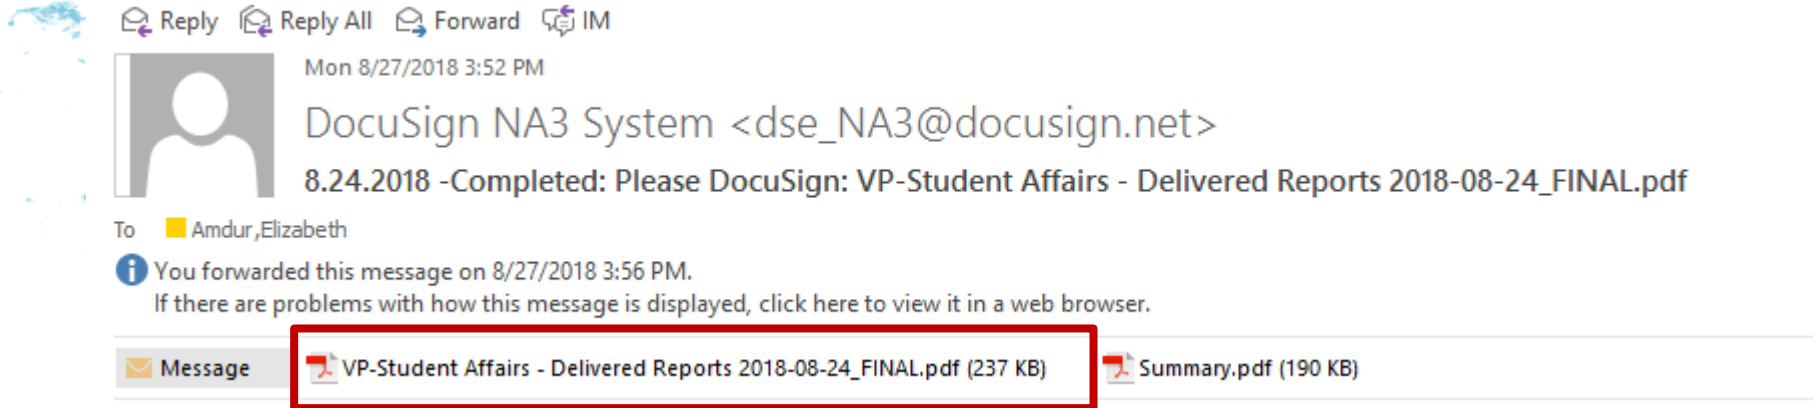 Reply Reply All Forward IM
Mon 8/27/2018 3:52 PM
DocuSign NA3 System <dse_NA3@docusign.net>
8.24.2018 -Completed: Please DocuSign: VP-Student Affairs - Delivered Reports 2018-08-24_FINAL.pdf
To Amdur,Elizabeth
You forwarded this message on 8/27/2018 3:56 PM.
If there are problems with how this message is displayed, click here to view it in a web browser.
Message VP-Student Affairs - Delivered Reports 2018-08-24_FINAL.pdf (237 KB) Summary.pdf (190 KB)